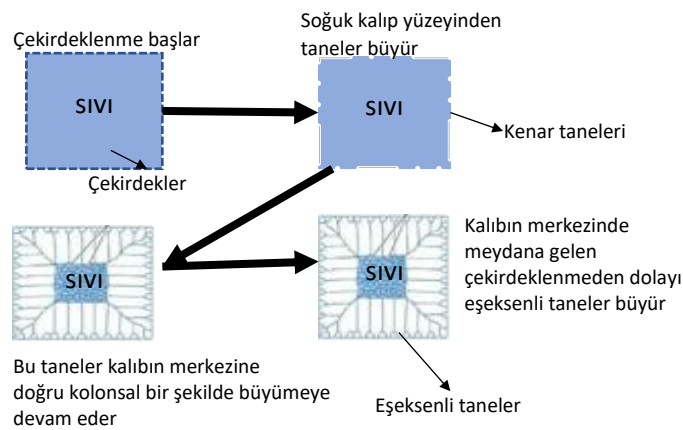 Çekirdeklenme başlar
SIVI
Çekirdekler
Soğuk kalıp yüzeyinden
taneler büyür
SIVI
Kenar taneleri
SIVI
Bu taneler kalıbın merkezine
doğru kolonsal bir şekilde büyümeye
devam eder
SIVI
Kalıbın merkezinde
meydana gelen
çekirdeklenmeden dolayı
eşeksenli taneler büyür
Eşeksenli taneler